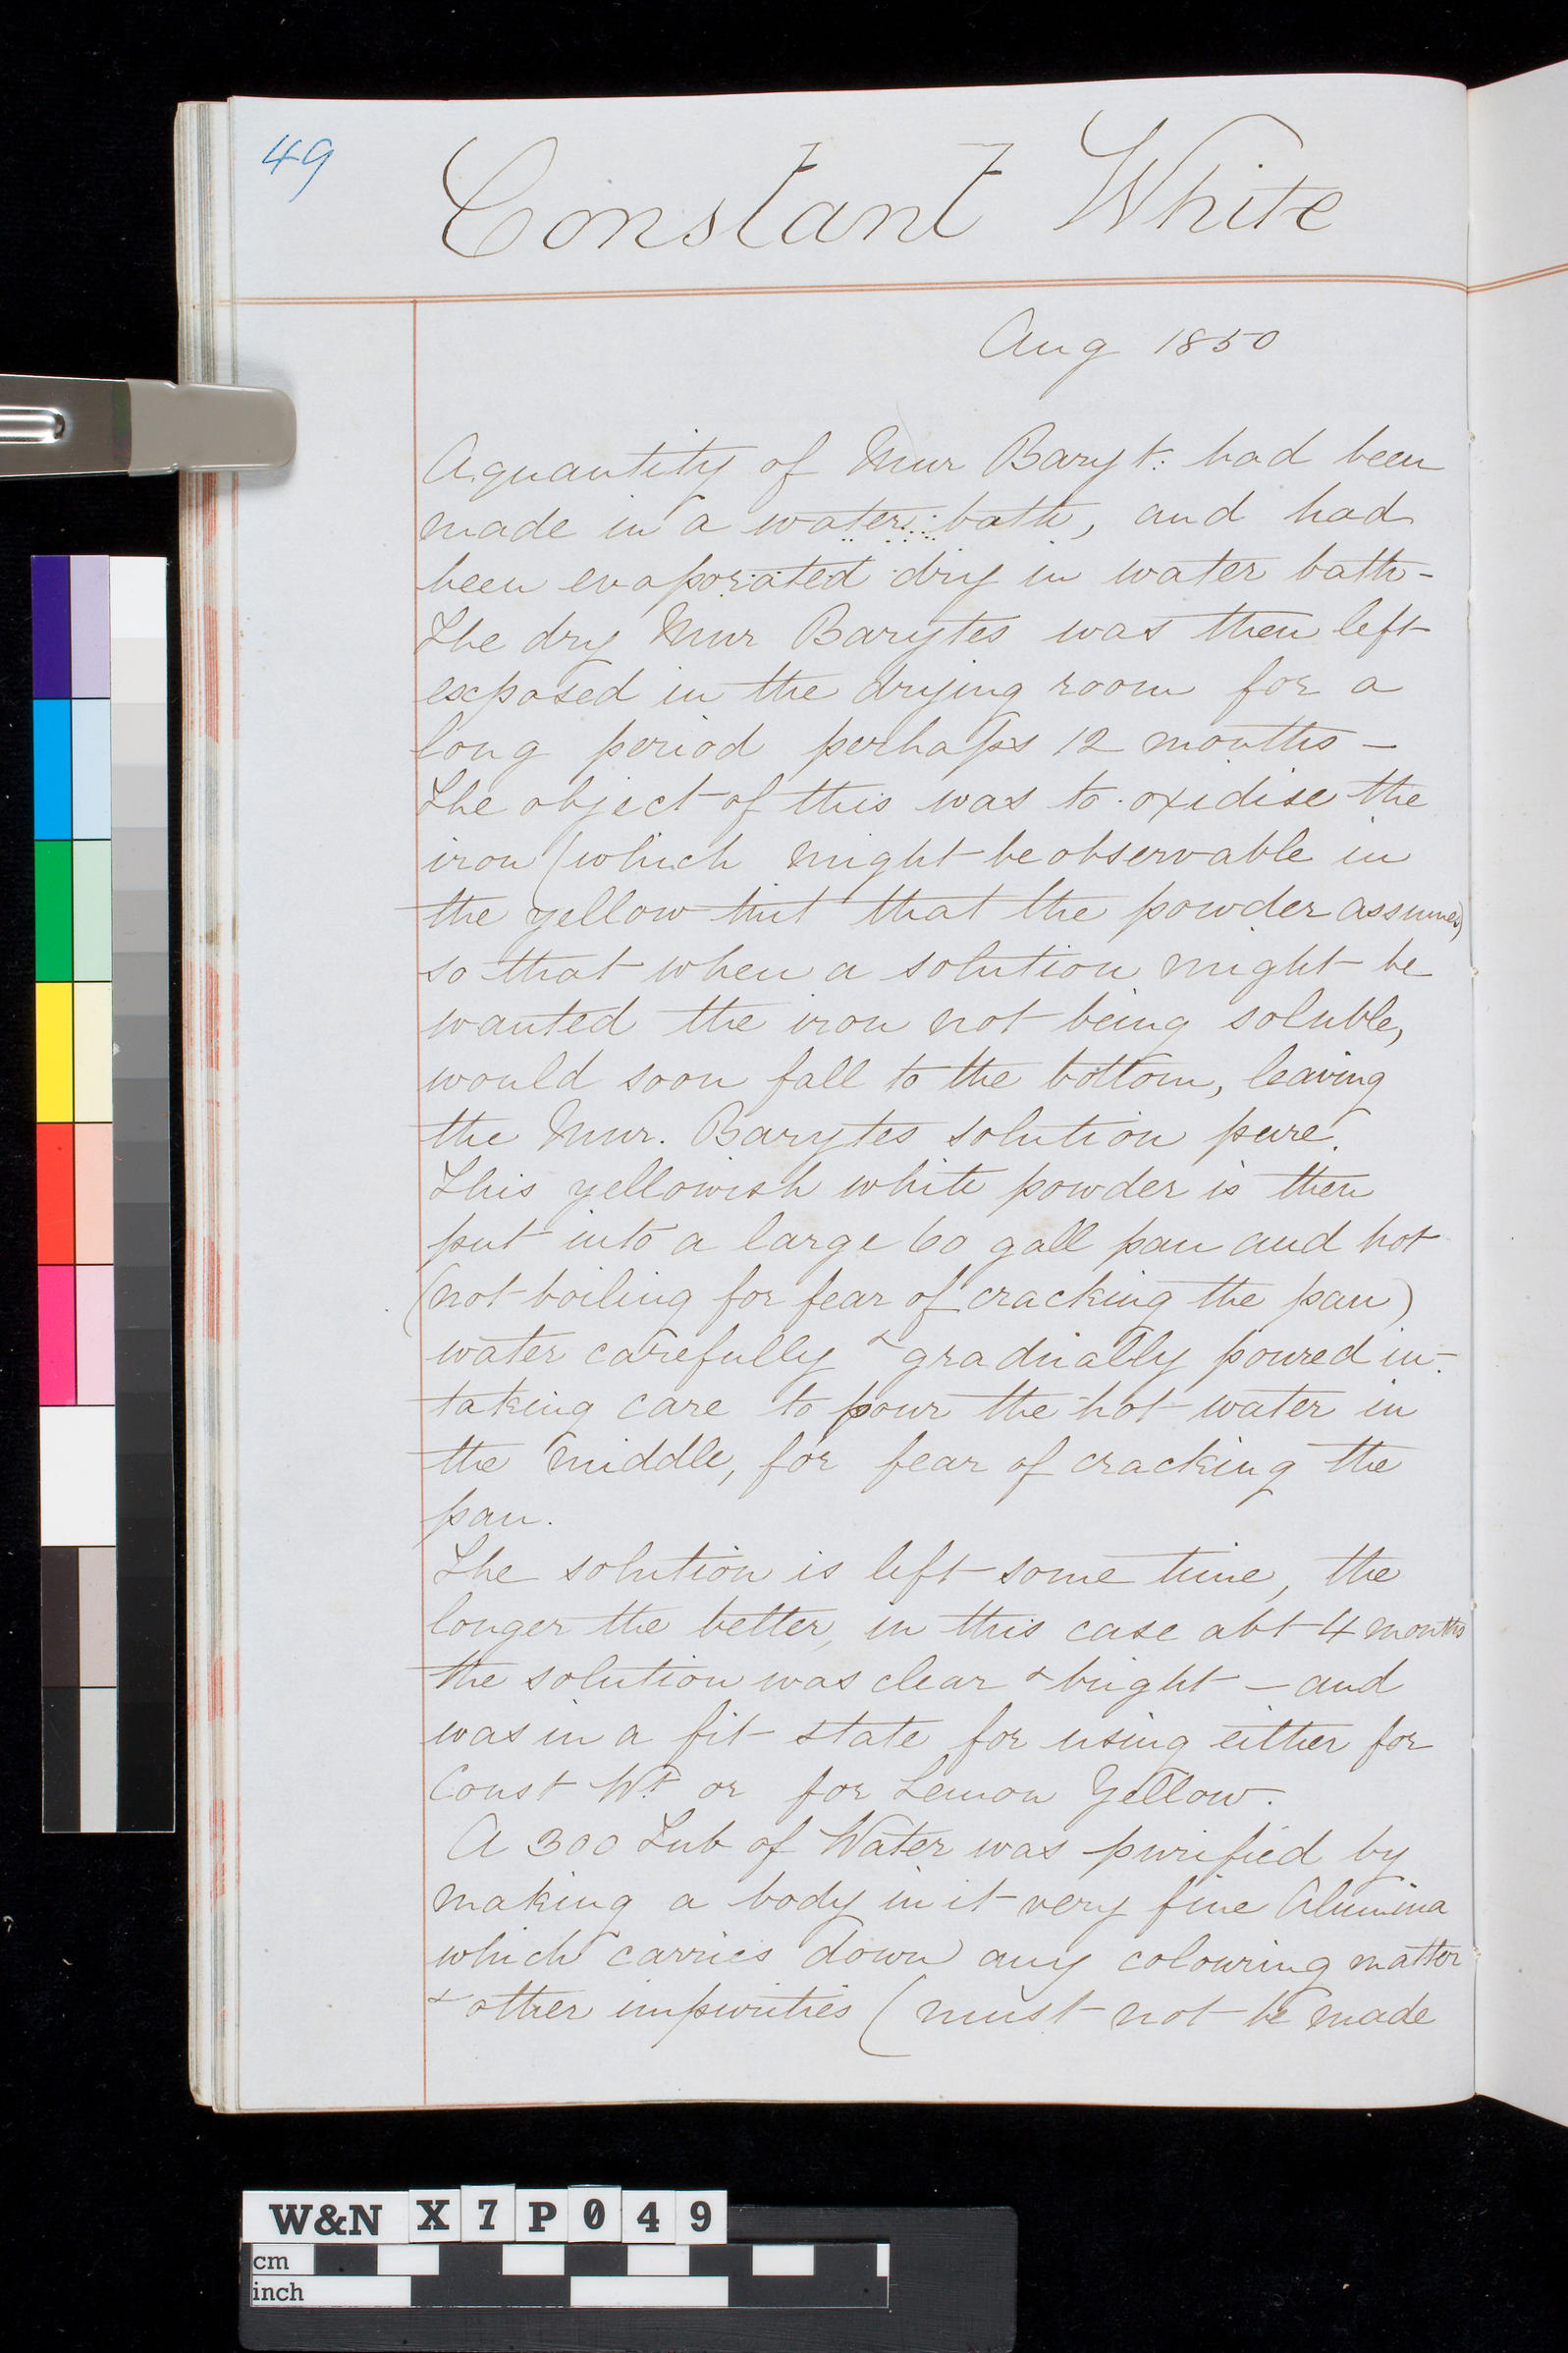 49
Constant White
Aug 1850
A quantity of Mur Baryt: had been
made in a water bath, and had
been evaporated dry in water bath -
The dry Mur Barytes was then left
exposed in the drying room for a
long period perhaps 12 months -
The object of this was to oxidise the
iron (which might be observable in
the yellow tint that the powder assumes)
so that when a solution might be
wanted the iron not being soluble,
would soon fall to the bottom, leaving
the Mur. Barytes solution pure.
This yellowish white powder is then
put into a large 60 gall pan and hot
(not boiling for fear of cracking the pan)
water carefully & gradually poured in -
taking care to pour the hot water in
the middle, for fear of cracking the
pan.
The solution is left some time, the
longer the better, in this case abt 4 months
the solution was clear & bright - and
was in a fit state for using either for
Const Wt. or for Lemon Yellow.
A 300 Tub of Water was purified by
making a body in it very fine Alumina
which carries down any colouring matter
& other impurities (must not be made
W&N X 7 P 0 4 9
cm
inch